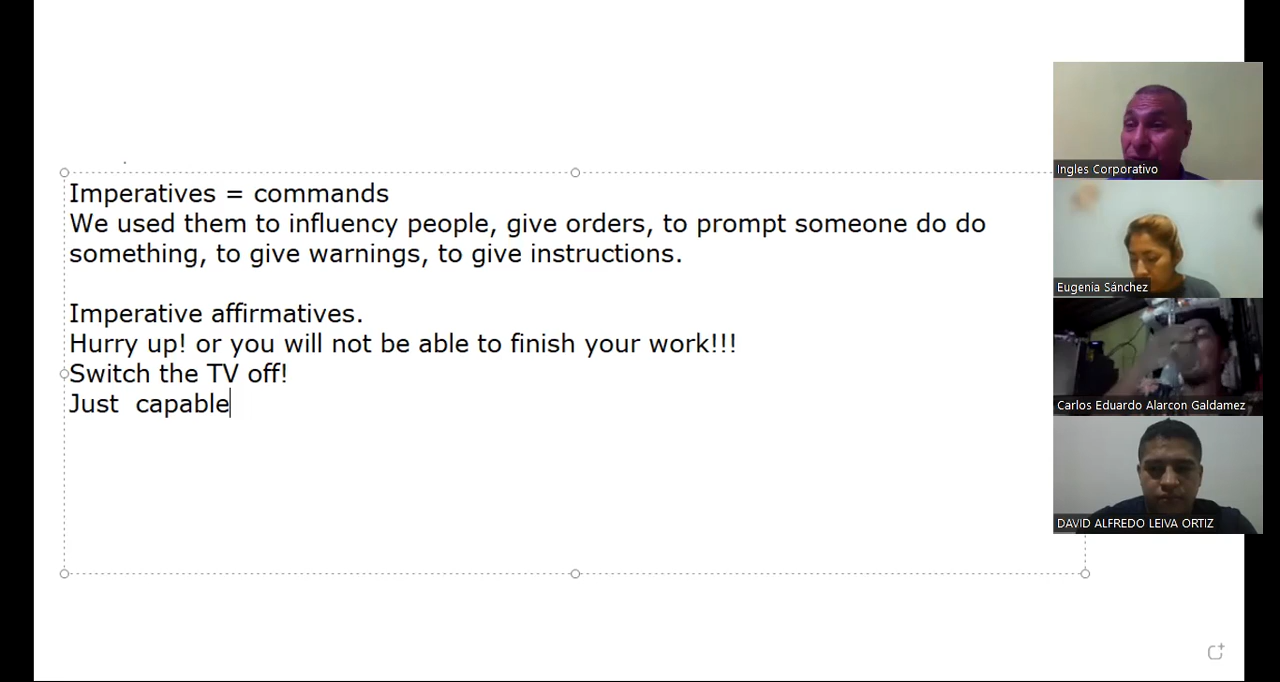 Imperatives = commands
We used them to influency people, give orders, to prompt someone do do
something, to give warnings, to give instructions.
Imperative affirmatives.
Hurry up! or you will not be able to finish your work!!!
Switch the TV off!
Just  capable
Ingles Corporativo
Eugenia Sánchez
Carlos Eduardo Alarcon Galdamez
DAVID ALFREDO LEIVA ORTIZ